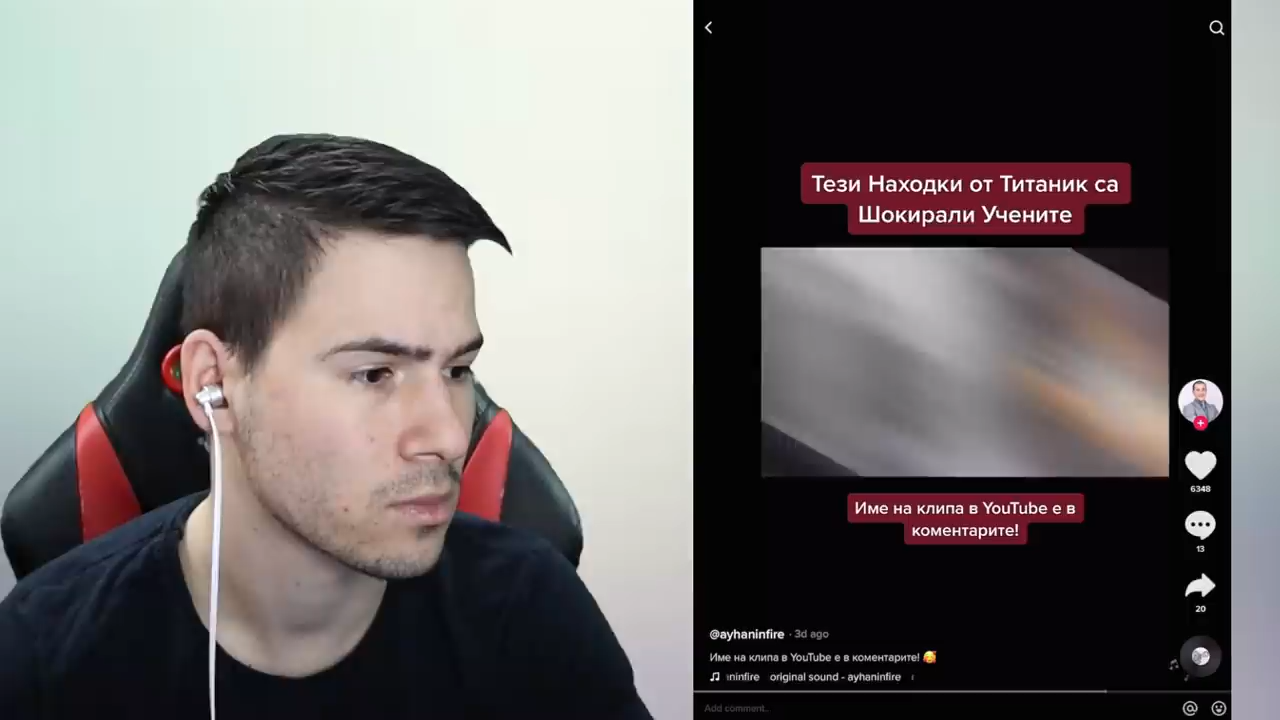 Тези Находки от Титаник са
Шокирали Учените
Име на клипа в YouTube е в
коментарите!
6348
13
20
@ayhaninfire · 3d ago
Име на клипа в YouTube е в коментарите! 🥰
ninfire original sound - ayhaninfire
Add comment...